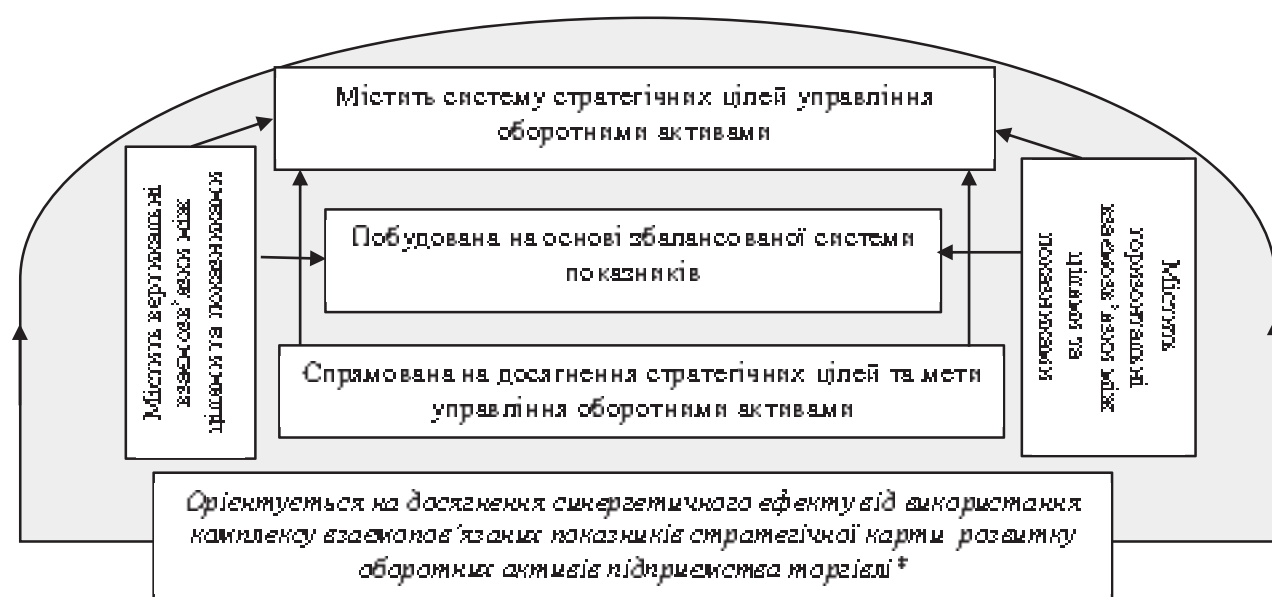 Містить систему стратегічних цілей управління
оборотними активами
Містить вертикальні
взаємозв'язки між
цілями та показниками
Побудована на основі збалансованої системи
показників
Спрямована на досягнення стратегічних цілей та мети
управління оборотними активами
Містить
горизонтальні
взаємозв'язки між
цілями та
показниками
Орієнтується на досягнення синергетичного ефекту від використання
комплексу взаємопов'язаних показників стратегічної карти розвитку
оборотних активів підприємства торгівлі*